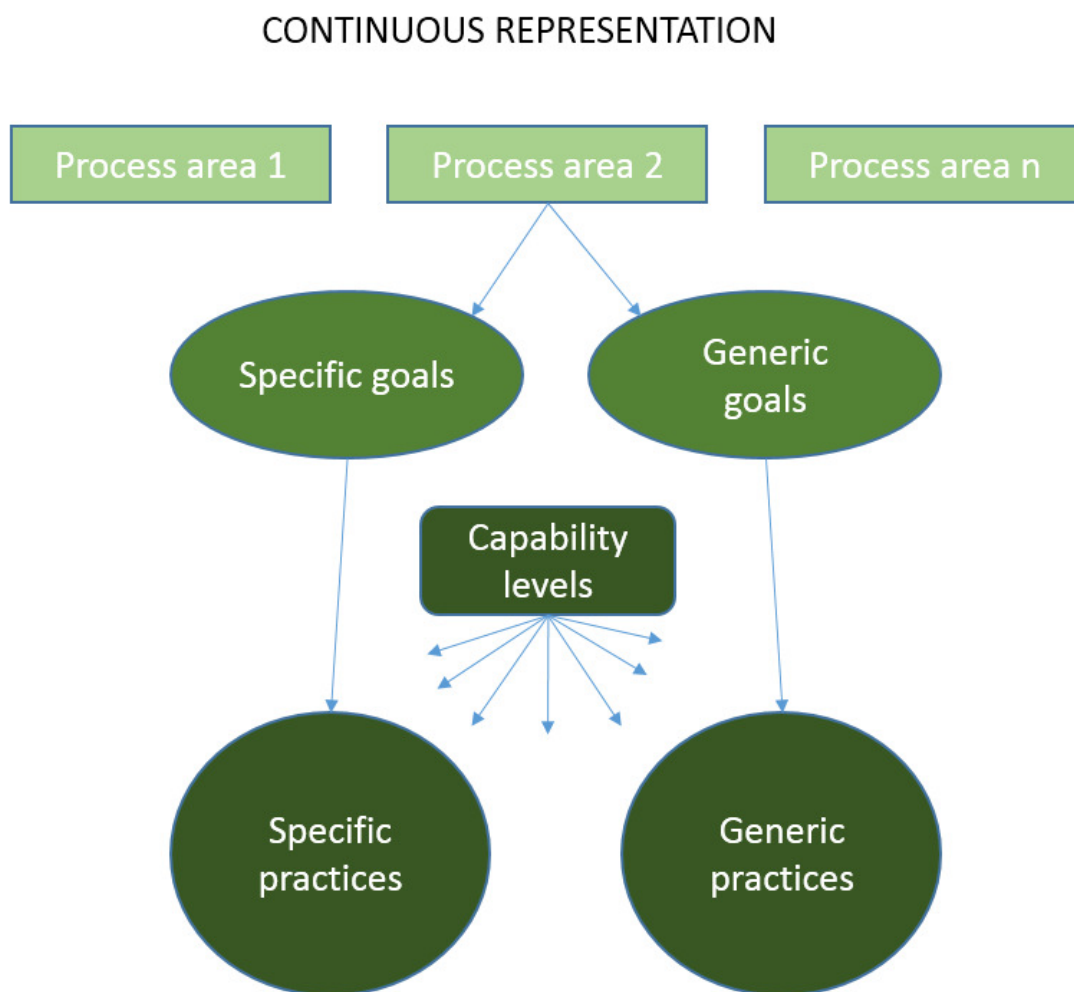 CONTINUOUS REPRESENTATION
Process area 1
Process area 2
Process area n
Specific goals
Generic
goals
Capability
levels
Specific
practices
Generic
practices